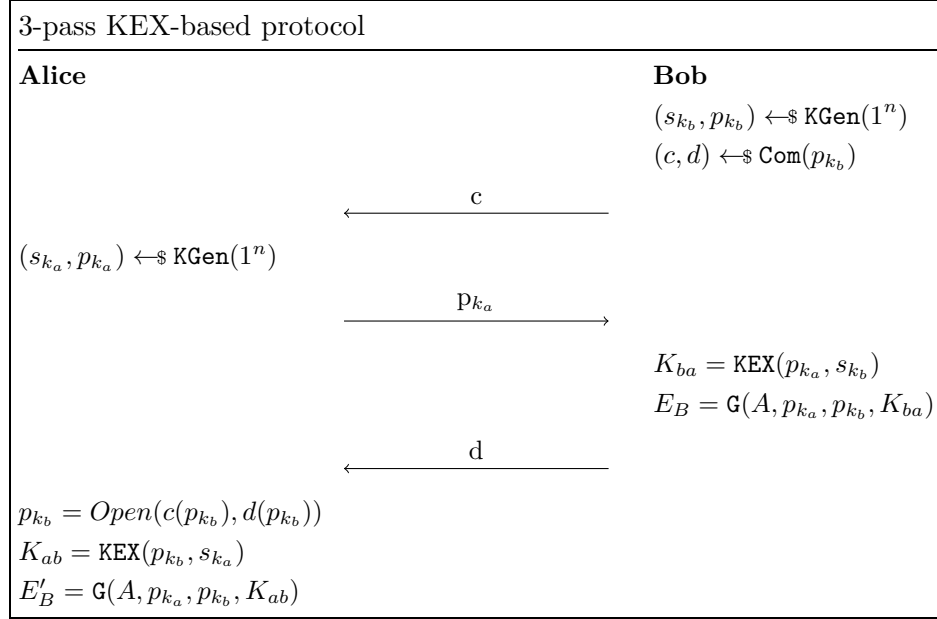 3-pass KEX-based protocol
Alice Bob
(s_{k_b}, p_{k_b}) ←$ KGen(1^n)
(c, d) ←$ Com(p_{k_b})
c
(s_{k_a}, p_{k_a}) ←$ KGen(1^n)
p_{k_a}
K_{ba} = KEX(p_{k_a}, s_{k_b})
E_B = G(A, p_{k_a}, p_{k_b}, K_{ba})
d
p_{k_b} = Open(c(p_{k_b}), d(p_{k_b}))
K_{ab} = KEX(p_{k_b}, s_{k_a})
E'_B = G(A, p_{k_a}, p_{k_b}, K_{ab})